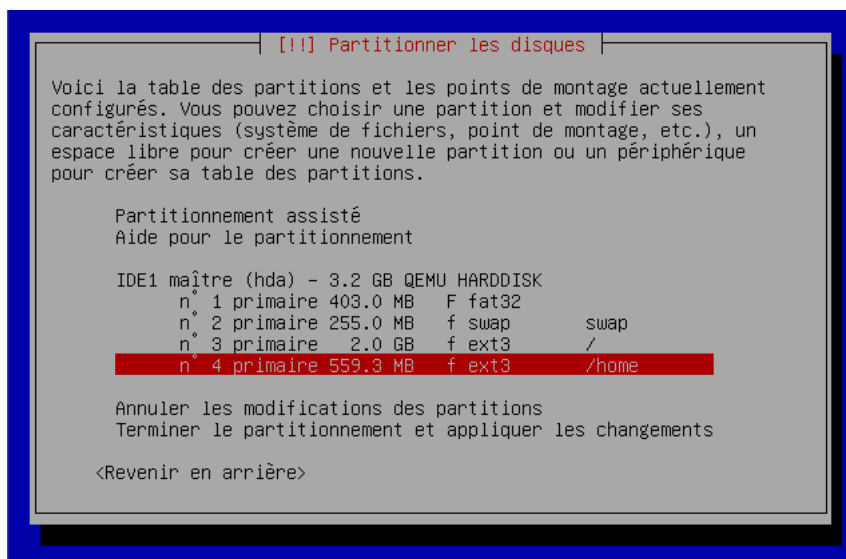 [!!] Partitionner les disques
Voici la table des partitions et les points de montage actuellement
configurés. Vous pouvez choisir une partition et modifier ses
caractéristiques (système de fichiers, point de montage, etc.), un
espace libre pour créer une nouvelle partition ou un périphérique
pour créer sa table des partitions.
Partitionnement assisté
Aide pour le partitionnement
IDE1 maître (hda) - 3.2 GB QEMU HARDDISK
n° 1 primaire 403.0 MB F fat32
n° 2 primaire 255.0 MB f swap swap
n° 3 primaire 2.0 GB f ext3 /
n° 4 primaire 559.3 MB f ext3 /home
Annuler les modifications des partitions
Terminer le partitionnement et appliquer les changements
<Revenir en arrière>